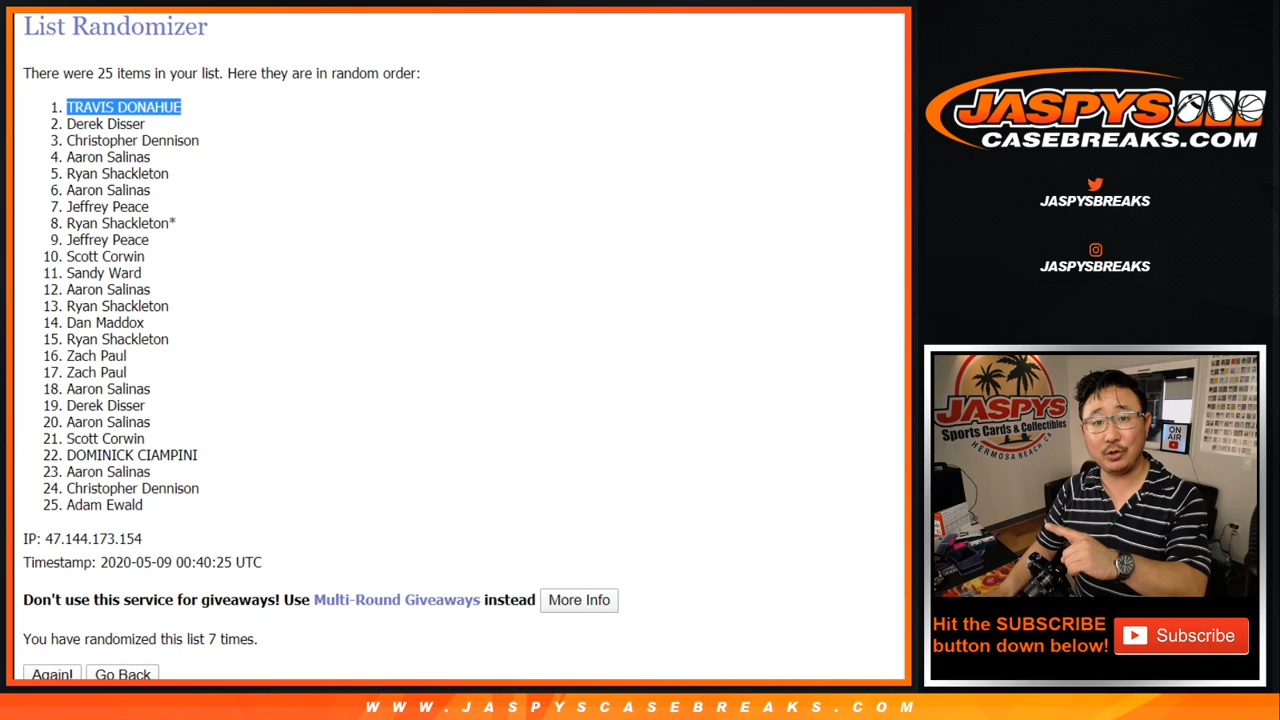 List Randomizer
There were 25 items in your list. Here they are in random order:
1. TRAVIS DONAHUE
2. Derek Disser
3. Christopher Dennison
4. Aaron Salinas
5. Ryan Shackleton
6. Aaron Salinas
7. Jeffrey Peace
8. Ryan Shackleton*
9. Jeffrey Peace
10. Scott Corwin
11. Sandy Ward
12. Aaron Salinas
13. Ryan Shackleton
14. Dan Maddox
15. Ryan Shackleton
16. Zach Paul
17. Zach Paul
18. Aaron Salinas
19. Derek Disser
20. Aaron Salinas
21. Scott Corwin
22. DOMINICK CIAMPINI
23. Aaron Salinas
24. Christopher Dennison
25. Adam Ewald
IP: 47.144.173.154
Timestamp: 2020-05-09 00:40:25 UTC
Don't use this service for giveaways! Use Multi-Round Giveaways instead More Info
You have randomized this list 7 times.
Again! Go Back
JASPYS
CASEBREAKS.COM
JASPYSBREAKS
JASPYSBREAKS
JASPYS
Sports Cards & Collectibles
HERMOSA BEACH, CA
ON
AIR
Hit the SUBSCRIBE
button down below!
Subscribe
WWW.JASPYSCASEBREAKS.COM